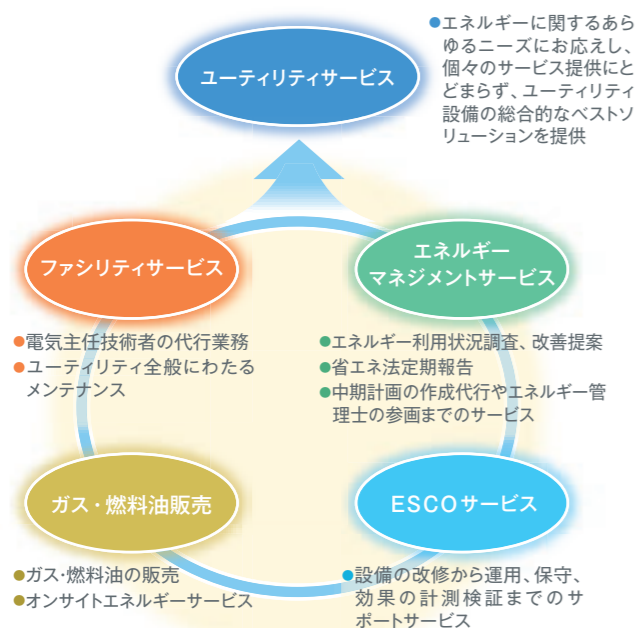 ユーティリティサービス
●エネルギーに関するあら
ゆるニーズにお応えし、
個々のサービス提供にと
どまらず、ユーティリティ
設備の総合的なベストソ
リューションを提供
ファシリティサービス
●電気主任技術者の代行業務
●ユーティリティ全般にわたる
メンテナンス
エネルギー
マネジメントサービス
●エネルギー利用状況調査、改善提案
●省エネ法定期報告
●中期計画の作成代行やエネルギー管
理士の参画までのサービス
ガス・燃料油販売
●ガス・燃料油の販売
●オンサイトエネルギーサービス
ESCOサービス
●設備の改修から運用、保守、
効果の計測検証までのサ
ポートサービス